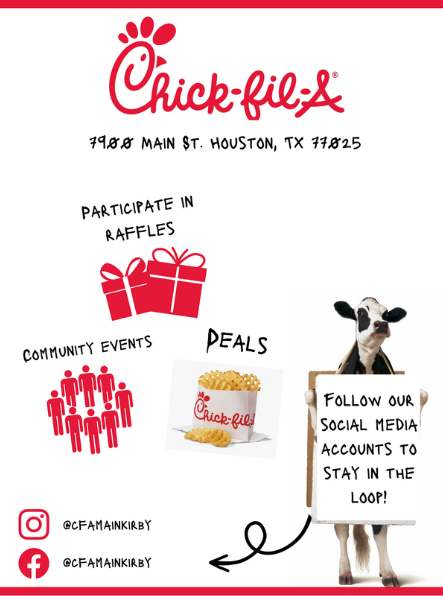 Chick-fil-A®
7900 MAIN ST. HOUSTON, TX 77025
PARTICIPATE IN
RAFFLES
COMMUNITY EVENTS
DEALS
Chick-fil-A
FOLLOW OUR
SOCIAL MEDIA
ACCOUNTS TO
STAY IN THE
LOOP!
@CFAMAINKIRBY
@CFAMAINKIRBY